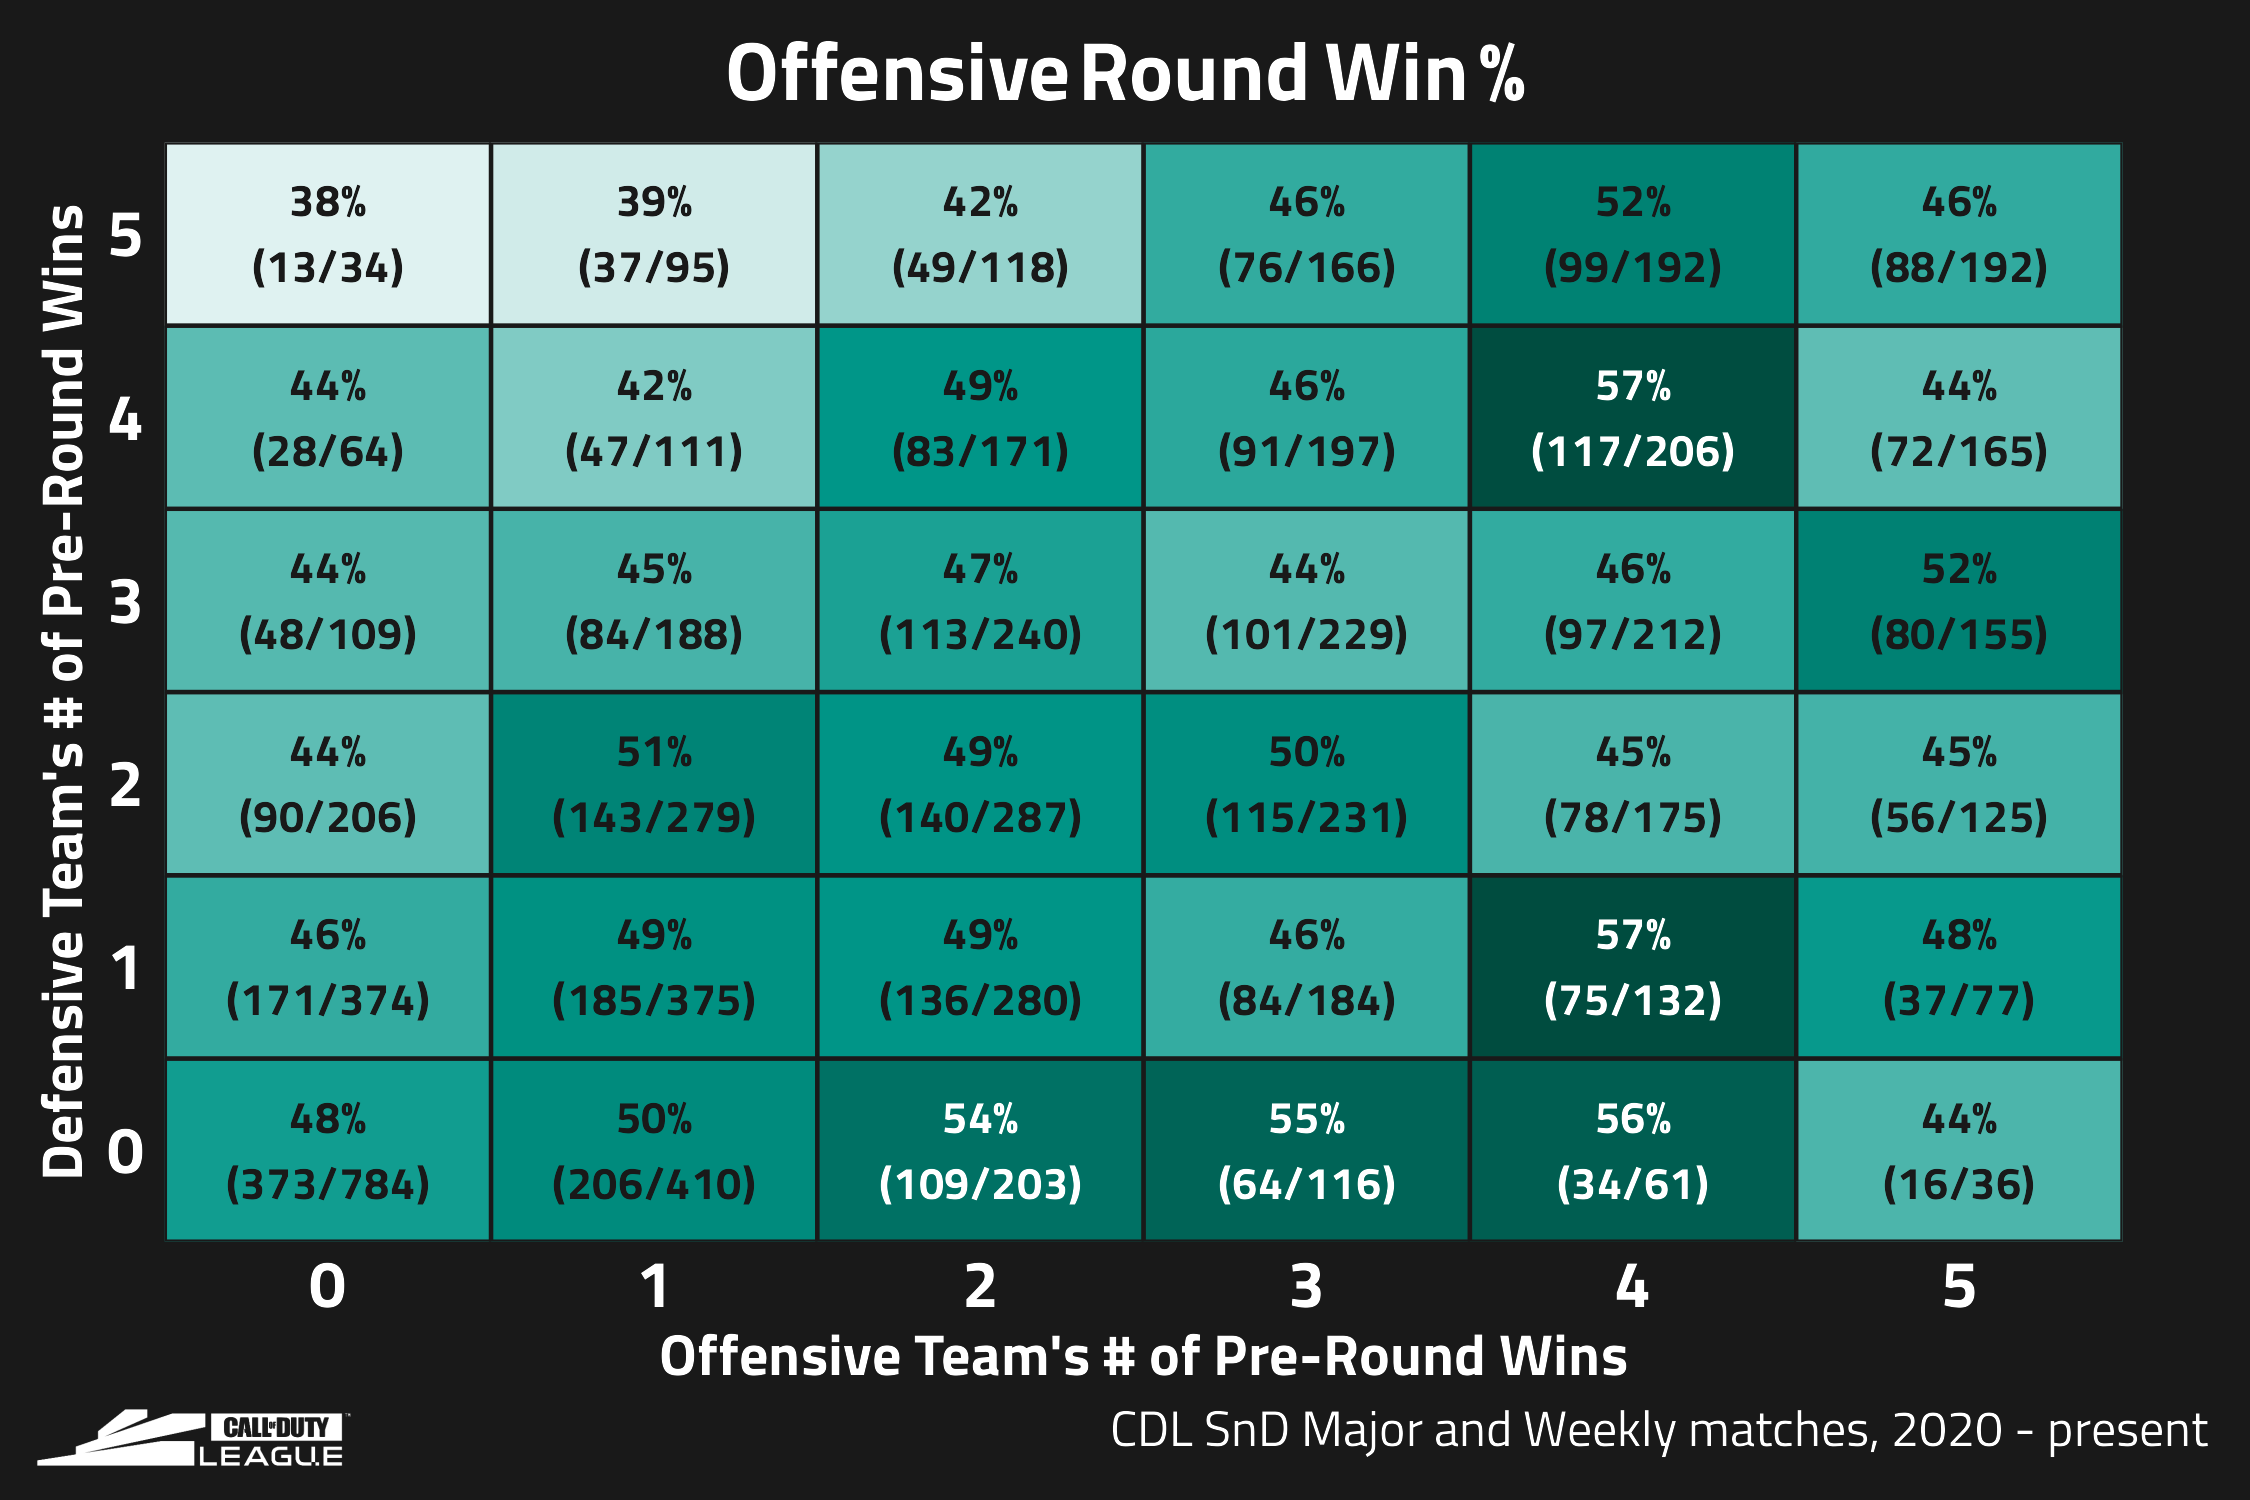 Offensive Round Win %
Defensive Team's # of Pre-Round Wins
5
38% 39% 42% 46% 52% 46%
(13/34) (37/95) (49/118) (76/166) (99/192) (88/192)
4
44% 42% 49% 46% 57% 44%
(28/64) (47/111) (83/171) (91/197) (117/206) (72/165)
3
44% 45% 47% 44% 46% 52%
(48/109) (84/188) (113/240) (101/229) (97/212) (80/155)
2
44% 51% 49% 50% 45% 45%
(90/206) (143/279) (140/287) (115/231) (78/175) (56/125)
1
46% 49% 49% 46% 57% 48%
(171/374) (185/375) (136/280) (84/184) (75/132) (37/77)
0
48% 50% 54% 55% 56% 44%
(373/784) (206/410) (109/203) (64/116) (34/61) (16/36)
0 1 2 3 4 5
Offensive Team's # of Pre-Round Wins
CALL OF DUTY
LEAGUE
CDL SnD Major and Weekly matches, 2020 - present